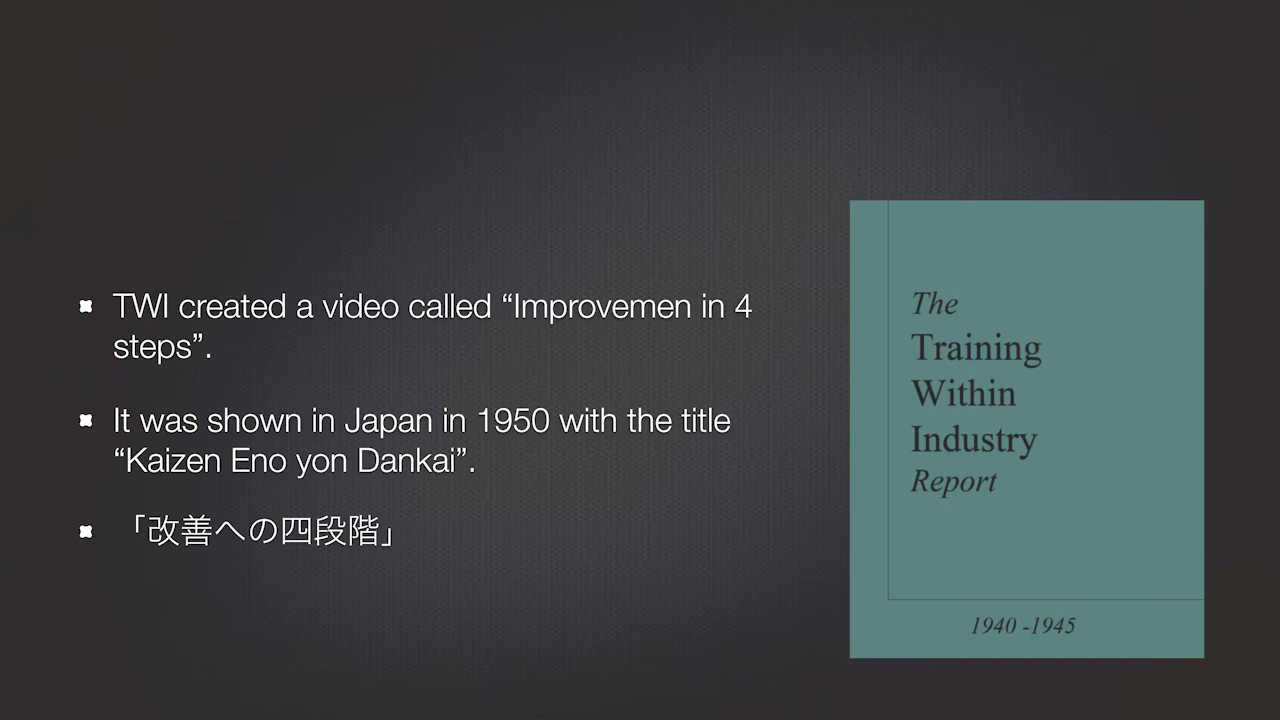 TWI created a video called “Improvemen in 4
steps”.
It was shown in Japan in 1950 with the title
“Kaizen Eno yon Dankai”.
「改善への四段階」
The
Training
Within
Industry
Report
1940 -1945